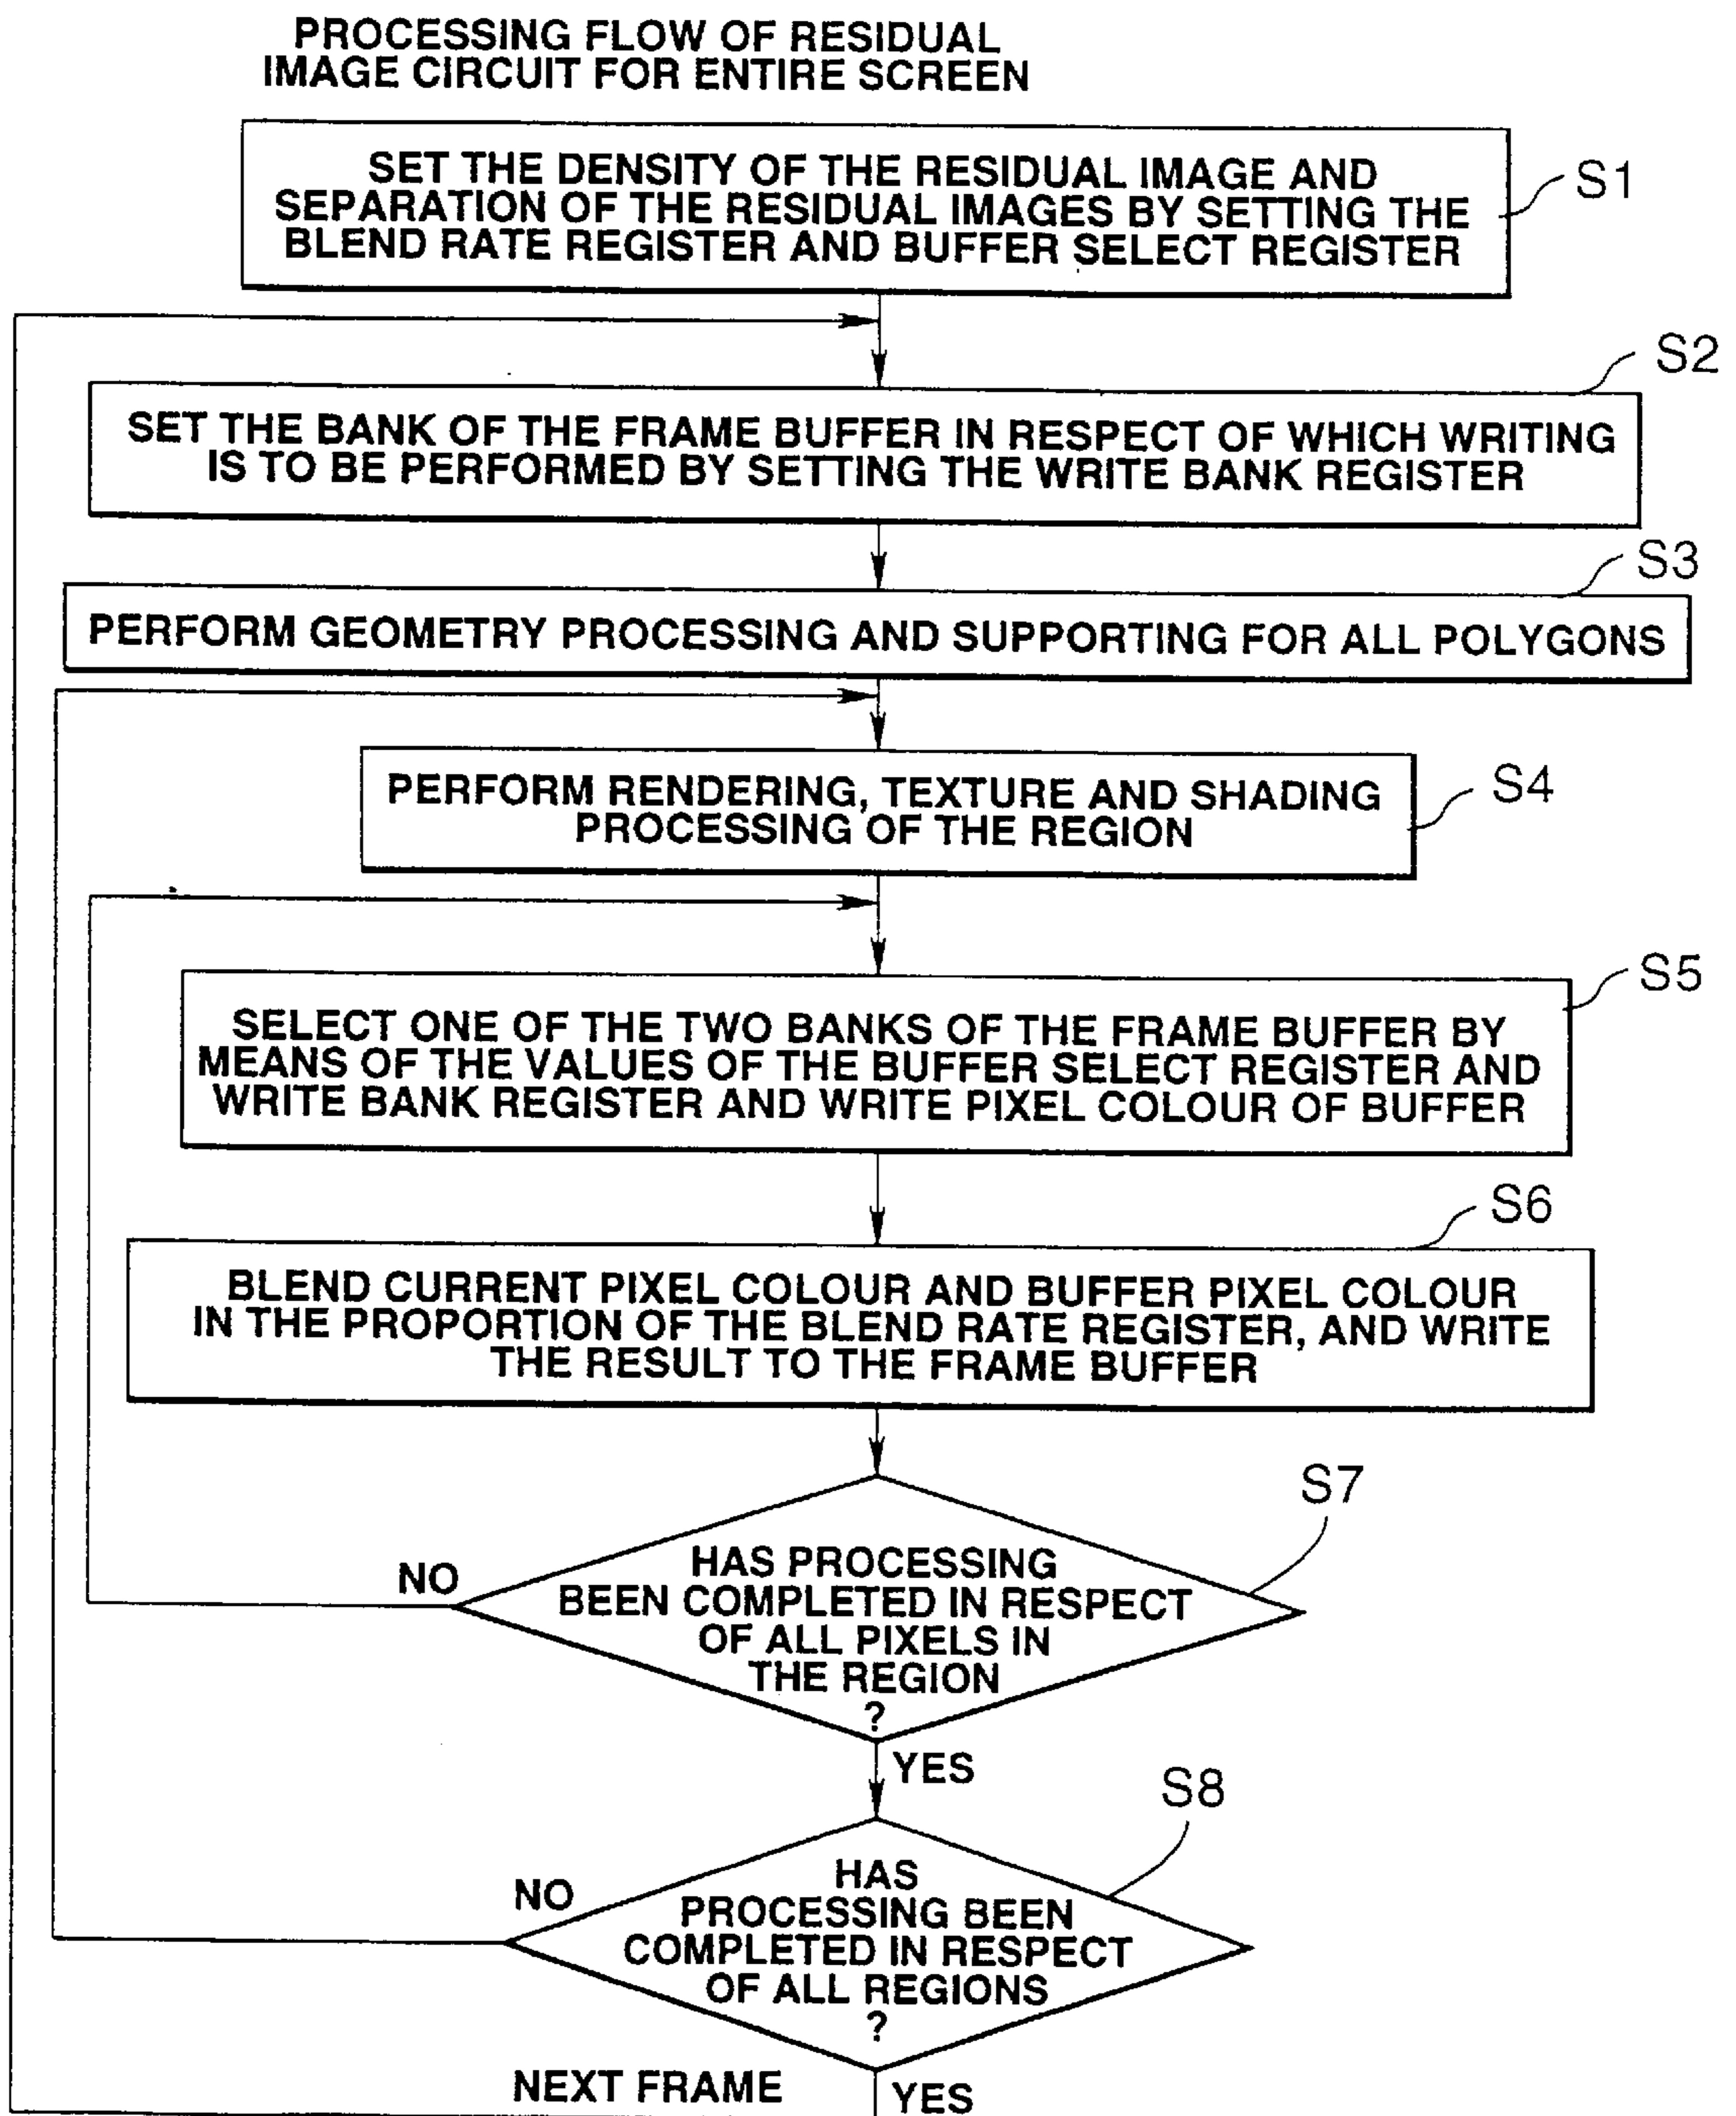 PROCESSING FLOW OF RESIDUAL
IMAGE CIRCUIT FOR ENTIRE SCREEN
SET THE DENSITY OF THE RESIDUAL IMAGE AND
SEPARATION OF THE RESIDUAL IMAGES BY SETTING THE
BLEND RATE REGISTER AND BUFFER SELECT REGISTER
S1
S2
SET THE BANK OF THE FRAME BUFFER IN RESPECT OF WHICH WRITING
IS TO BE PERFORMED BY SETTING THE WRITE BANK REGISTER
S3
PERFORM GEOMETRY PROCESSING AND SUPPORTING FOR ALL POLYGONS
PERFORM RENDERING, TEXTURE AND SHADING
PROCESSING OF THE REGION
S4
S5
SELECT ONE OF THE TWO BANKS OF THE FRAME BUFFER BY
MEANS OF THE VALUES OF THE BUFFER SELECT REGISTER AND
WRITE BANK REGISTER AND WRITE PIXEL COLOUR OF BUFFER
S6
BLEND CURRENT PIXEL COLOUR AND BUFFER PIXEL COLOUR
IN THE PROPORTION OF THE BLEND RATE REGISTER, AND WRITE
THE RESULT TO THE FRAME BUFFER
S7
NO
HAS PROCESSING
BEEN COMPLETED IN RESPECT
OF ALL PIXELS IN
THE REGION
?
YES
S8
NO
HAS
PROCESSING BEEN
COMPLETED IN RESPECT
OF ALL REGIONS
?
NEXT FRAME
YES